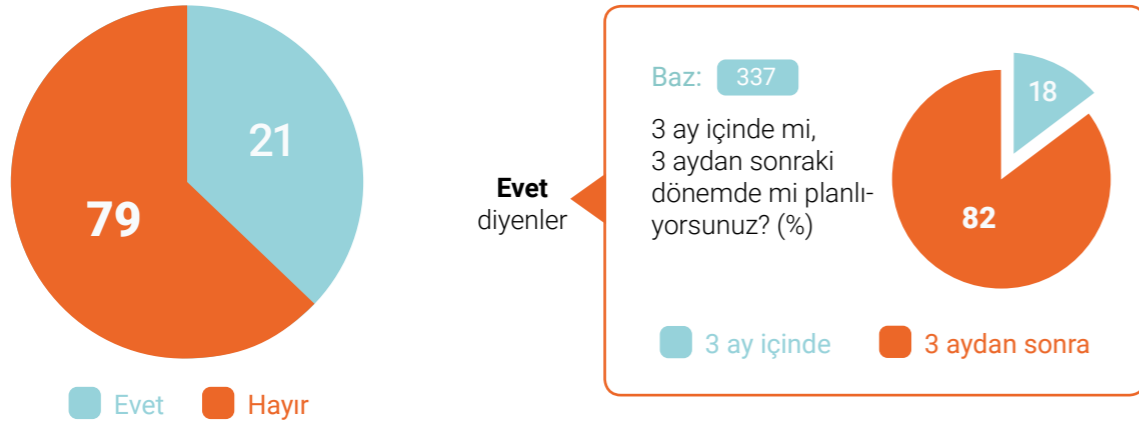 21
79
Evet
Hayır
Evet
diyenler
Baz: 337
3 ay içinde mi,
3 aydan sonraki
dönemde mi planlı-
yorsunuz? (%)
18
82
3 ay içinde
3 aydan sonra